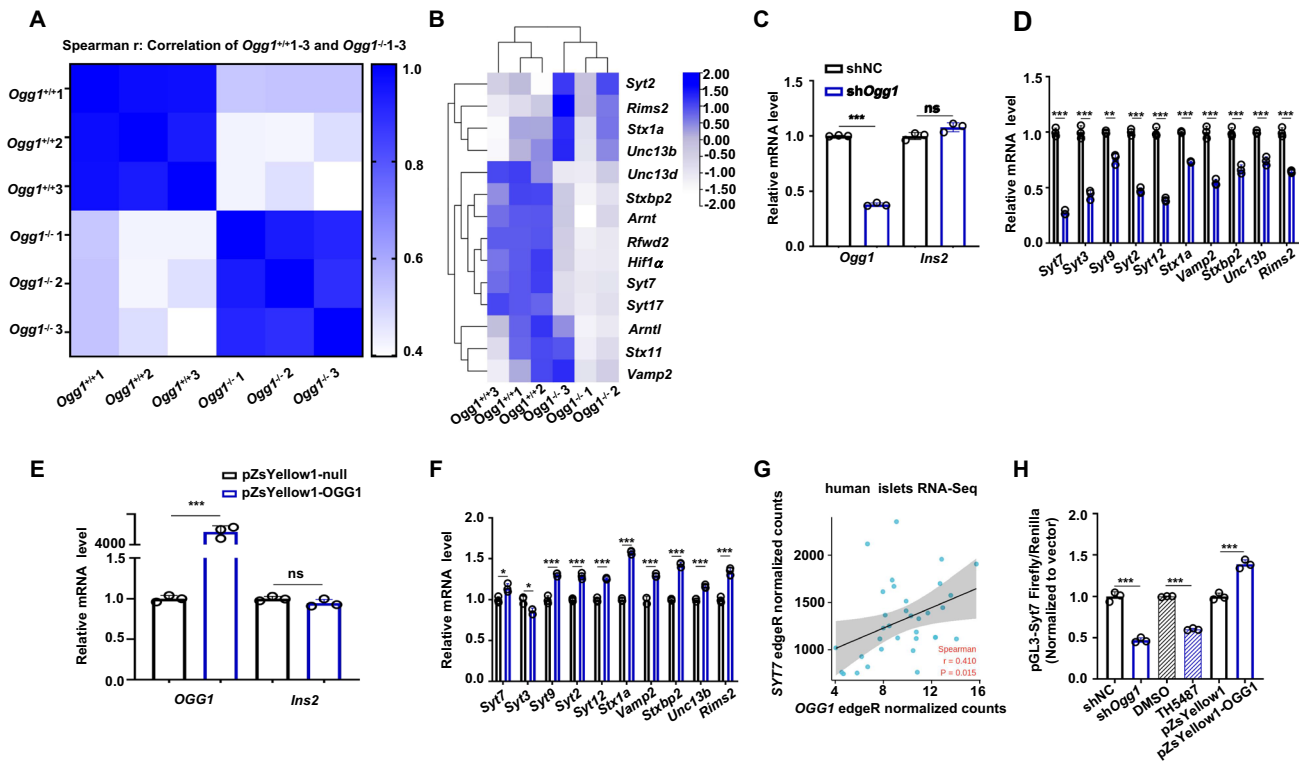 A
Spearman r: Correlation of Ogg1+/+1-3 and Ogg1-/-1-3
Ogg1+/+1
Ogg1+/+2
Ogg1+/+3
Ogg1-/- 1
Ogg1-/- 2
Ogg1-/- 3
Ogg1+/+1
Ogg1+/+2
Ogg1+/+3
Ogg1-/- 1
Ogg1-/- 2
Ogg1-/- 3
1.0
0.8
0.6
0.4
B
Syt2
Rims2
Stx1a
Unc13b
Unc13d
Stxbp2
Arnt
Rfwd2
Hif1α
Syt7
Syt17
Arntl
Stx11
Vamp2
2.00
1.50
1.00
0.50
0.00
-0.50
-1.00
-1.50
-2.00
Ogg1+/+3
Ogg1+/+1
Ogg1+/+2
Ogg1-/- 3
Ogg1-/- 1
Ogg1-/- 2
C
shNC
shOgg1
Relative mRNA level
1.5
1.0
0.5
0.0
***
ns
Ogg1
Ins2
D
Relative mRNA level
1.5
1.0
0.5
0.0
*** *** ** *** *** *** *** *** *** ***
Syt7
Syt3
Syt9
Syt2
Syt12
Stx1a
Vamp2
Stxbp2
Unc13b
Rims2
E
pZsYellow1-null
pZsYellow1-OGG1
Relative mRNA level
4000
1.5
1.0
0.5
0.0
***
ns
OGG1
Ins2
F
Relative mRNA level
2.0
1.5
1.0
0.5
0.0
* * *** *** *** *** *** *** *** ***
Syt7
Syt3
Syt9
Syt2
Syt12
Stx1a
Vamp2
Stxbp2
Unc13b
Rims2
G
human islets RNA-Seq
SYT7 edgeR normalized counts
2000
1500
1000
Spearman
r = 0.410
P = 0.015
4 8 12 16
OGG1 edgeR normalized counts
H
pGL3-Syt7 Firefly/Renilla
(Normalized to vector)
2.0
1.5
1.0
0.5
0.0
***
***
***
shNC
shOgg1
DMSO
TH5487
pZsYellow1
pZsYellow1-OGG1